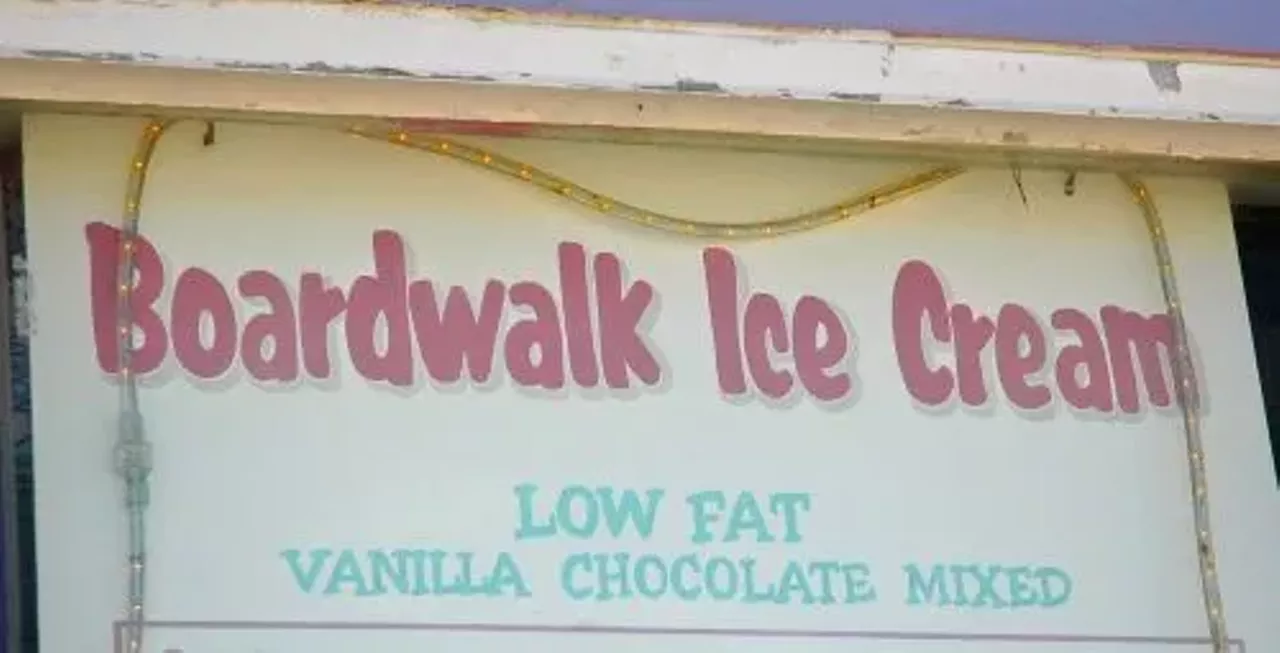 Boardwalk Ice Cream
LOW FAT
VANILLA CHOCOLATE MIXED